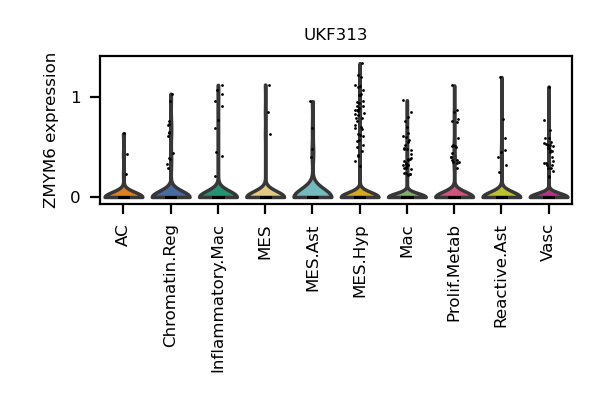 UKF313
ZMYM6 expression
1
0
AC
Chromatin.Reg
Inflammatory.Mac
MES
MES.Ast
MES.Hyp
Mac
Prolif.Metab
Reactive.Ast
Vasc